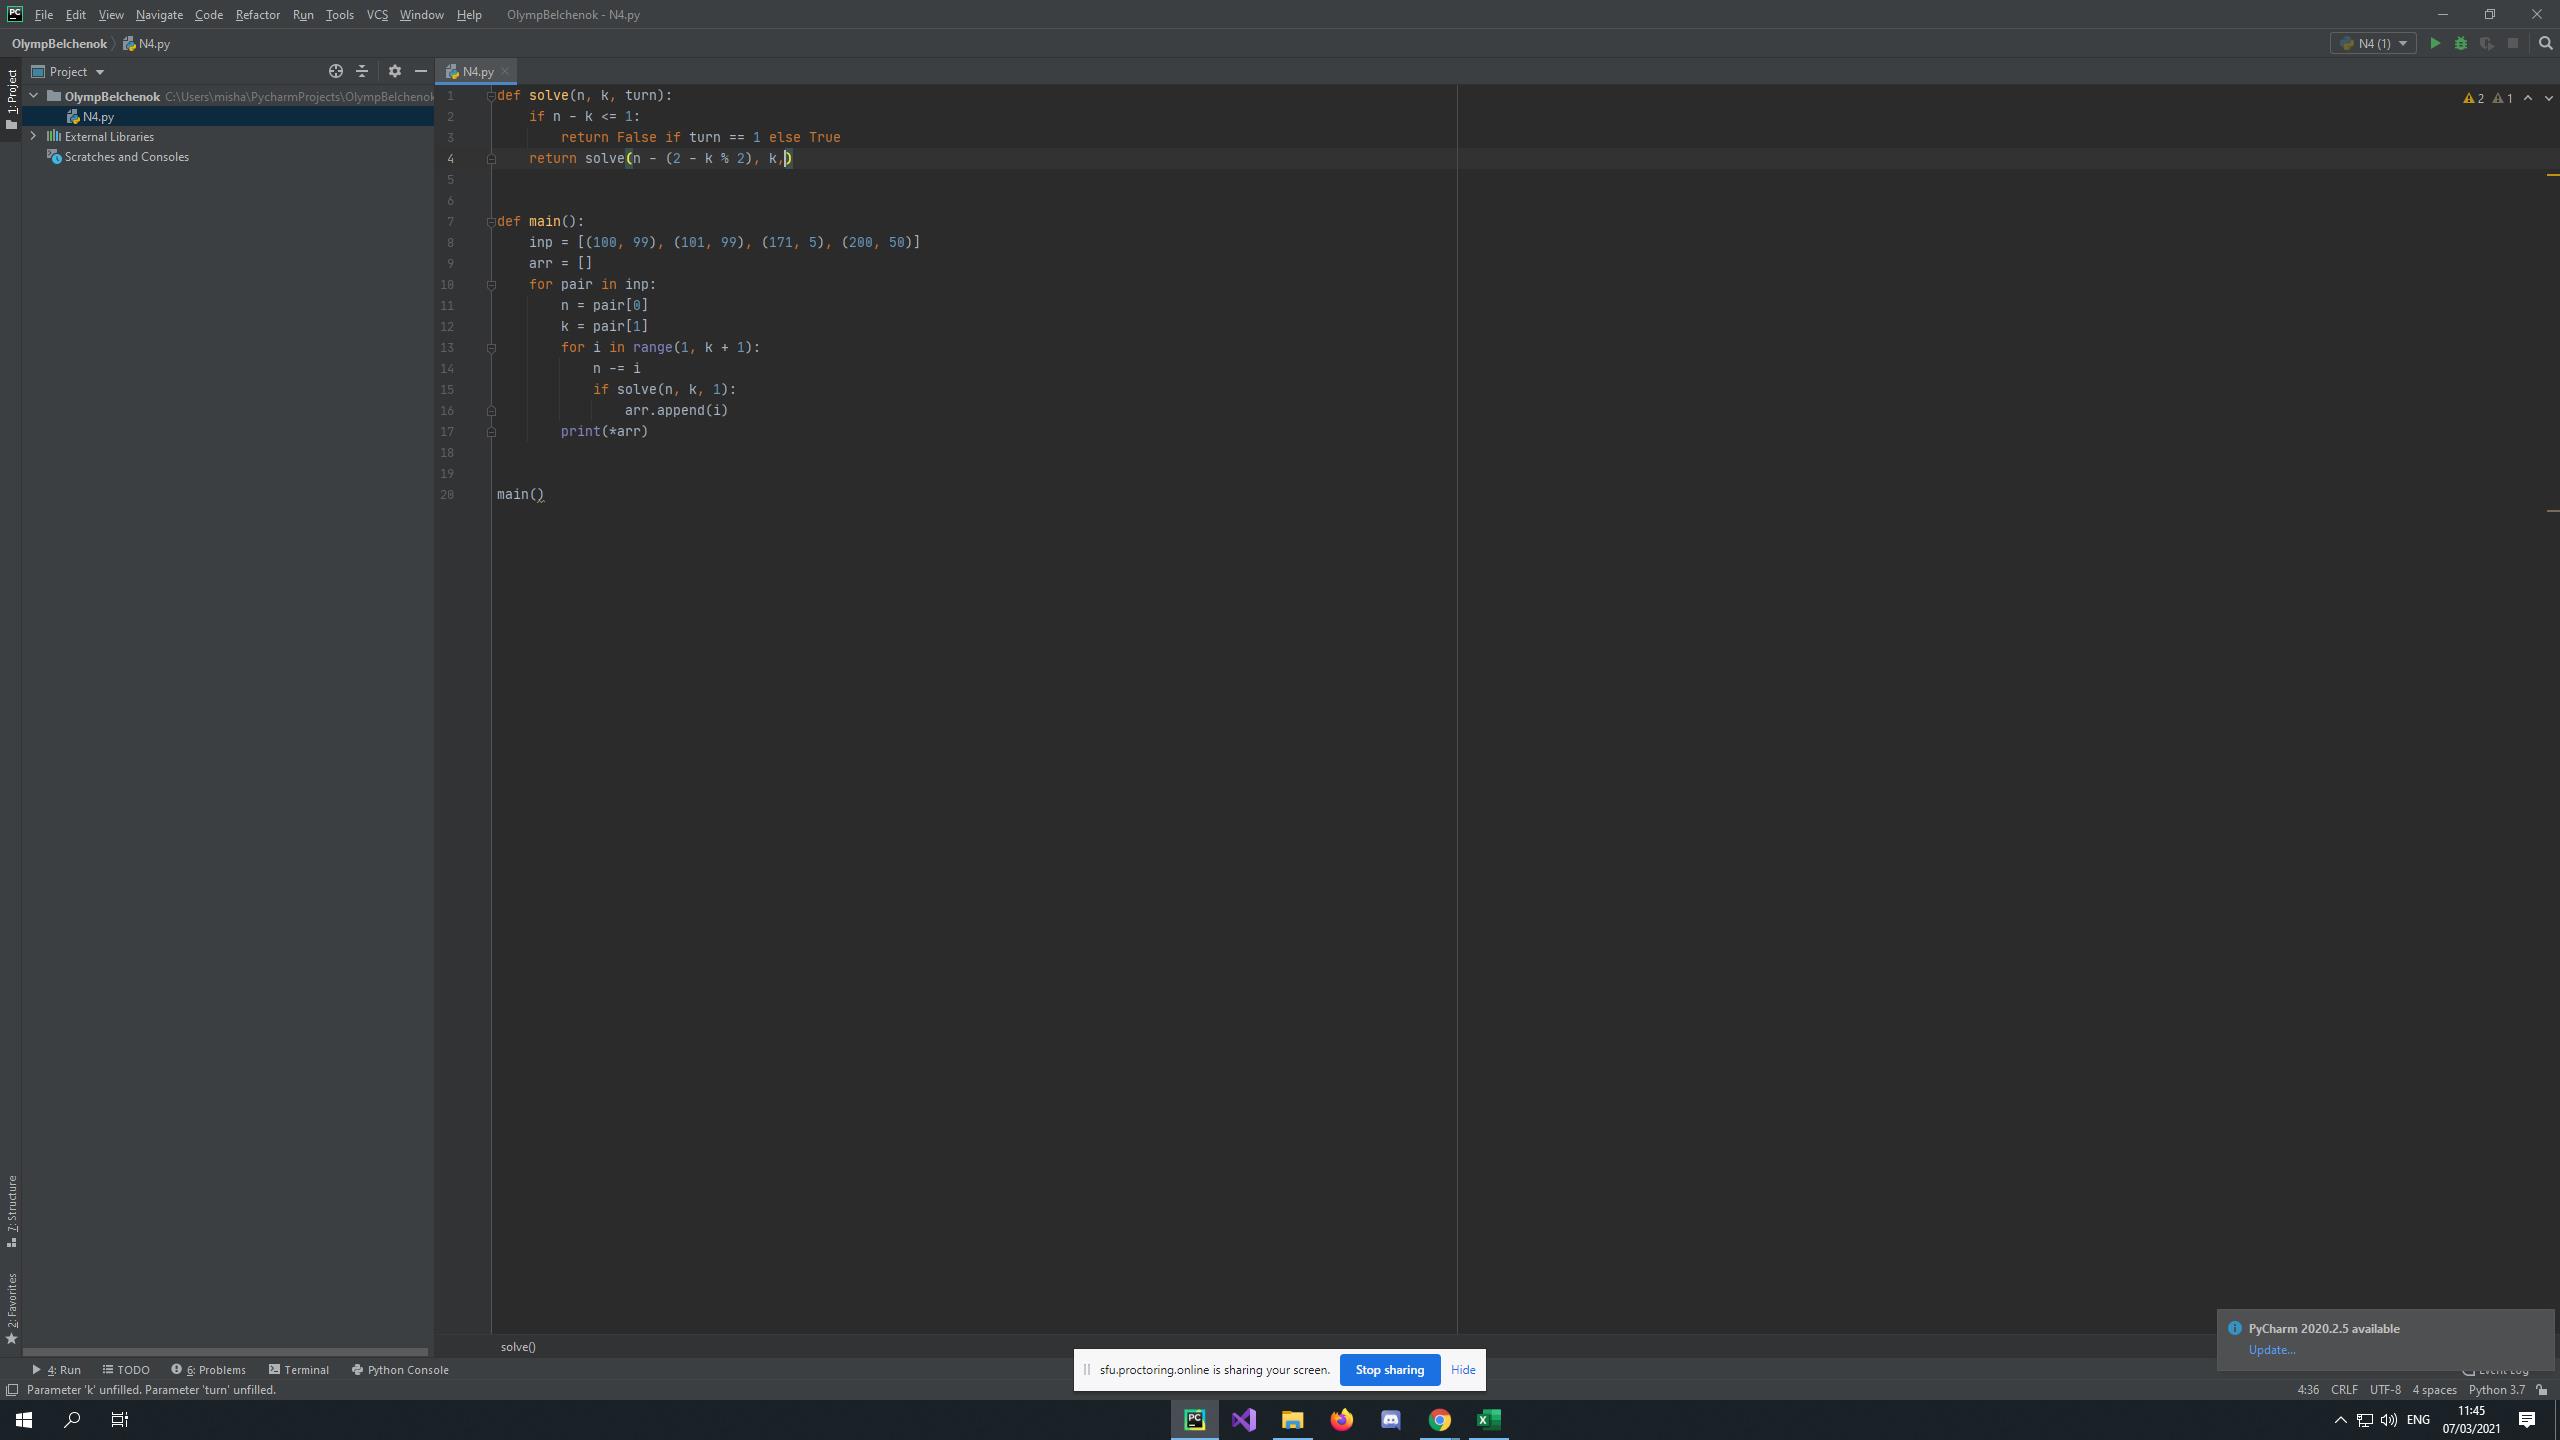 File Edit View Navigate Code Refactor Run Tools VCS Window Help OlympBelchenok - N4.py
OlympBelchenok N4.py N4 (1)
Project N4.py
1: Project
OlympBelchenok C:\Users\misha\PycharmProjects\OlympBelchenok
N4.py
External Libraries
Scratches and Consoles
2 1
1 def solve(n, k, turn):
2 if n - k <= 1:
3 return False if turn == 1 else True
4 return solve(n - (2 - k % 2), k,)
5
6
7 def main():
8 inp = [(100, 99), (101, 99), (171, 5), (200, 50)]
9 arr = []
10 for pair in inp:
11 n = pair[0]
12 k = pair[1]
13 for i in range(1, k + 1):
14 n -= i
15 if solve(n, k, 1):
16 arr.append(i)
17 print(*arr)
18
19
20 main()
7: Structure
2: Favorites
solve()
PyCharm 2020.2.5 available
Update...
4: Run TODO 6: Problems Terminal Python Console
Event Log
sfu.proctoring.online is sharing your screen. Stop sharing Hide
Parameter 'k' unfilled. Parameter 'turn' unfilled.
4:36 CRLF UTF-8 4 spaces Python 3.7
PC
ENG
11:45
07/03/2021